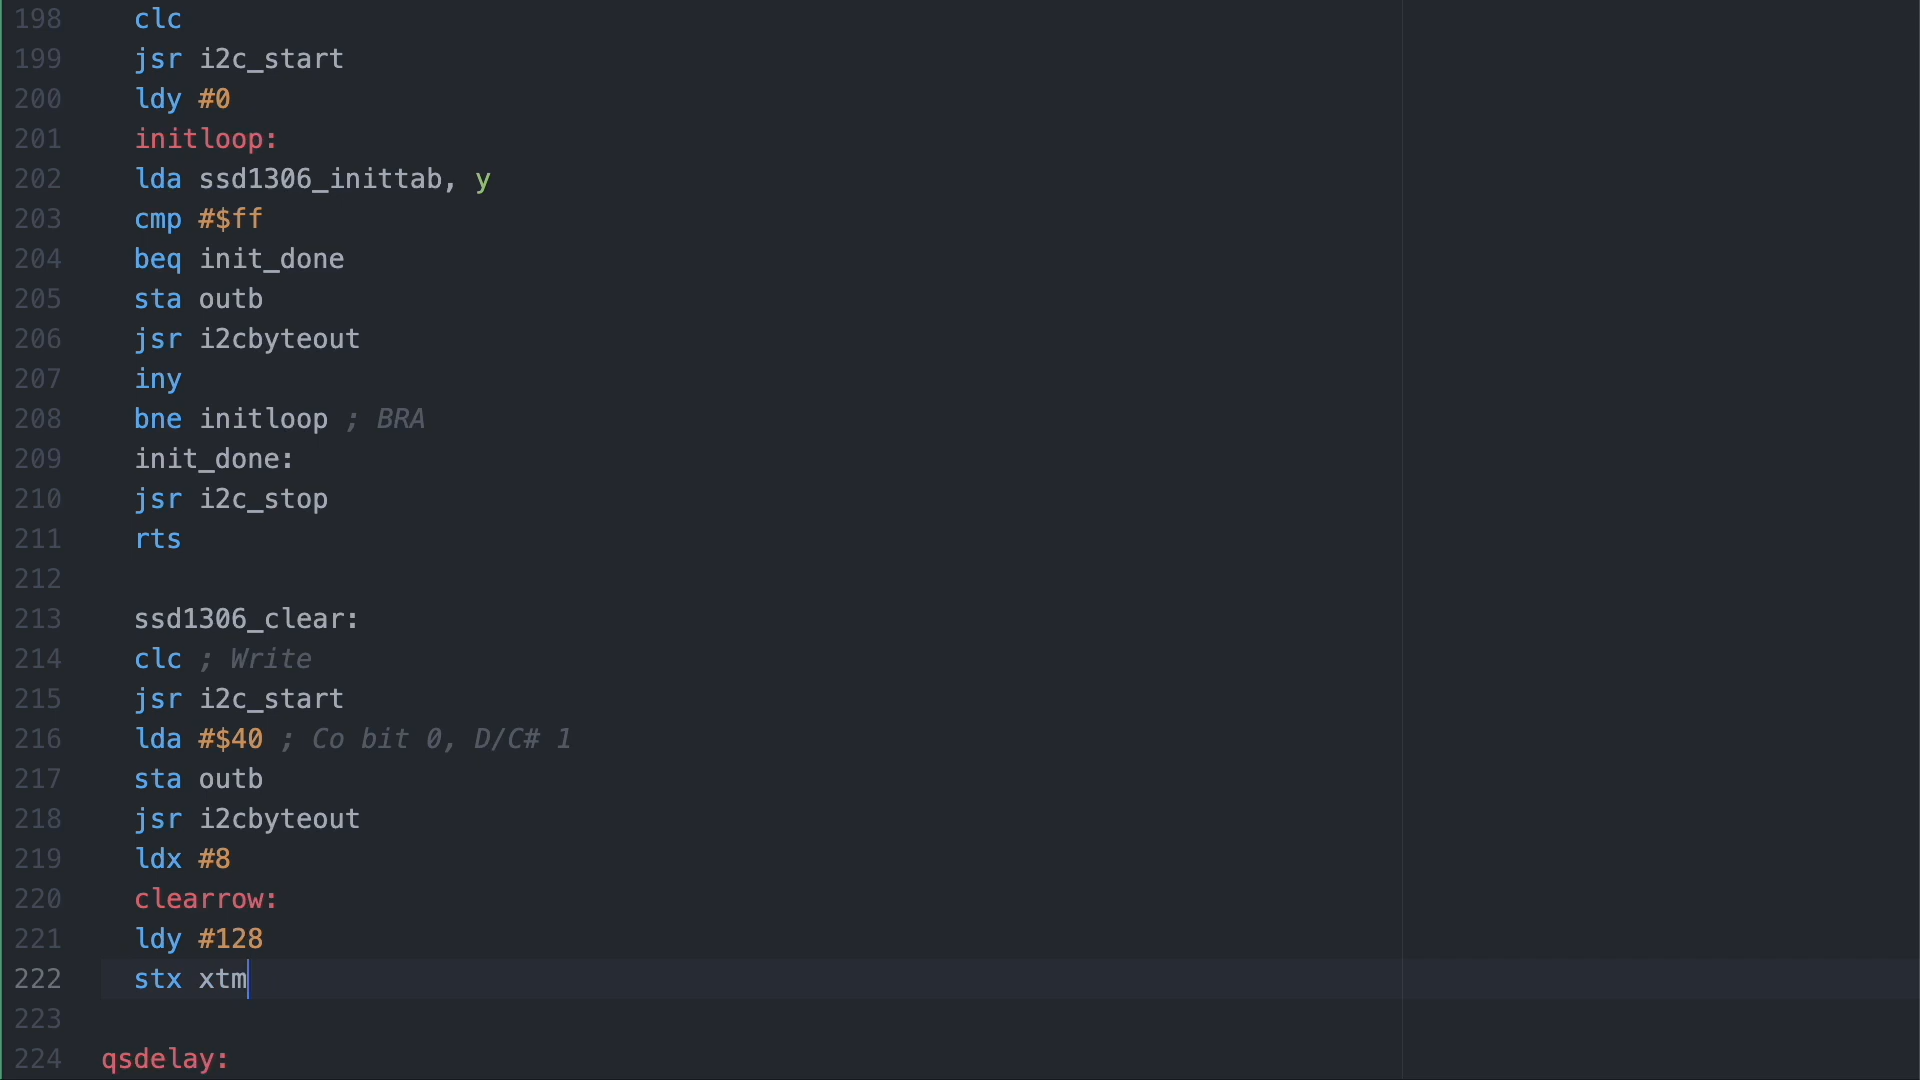 198 clc
199 jsr i2c_start
200 ldy #0
201 initloop:
202 lda ssd1306_inittab, y
203 cmp #$ff
204 beq init_done
205 sta outb
206 jsr i2cbyteout
207 iny
208 bne initloop ; BRA
209 init_done:
210 jsr i2c_stop
211 rts
212
213 ssd1306_clear:
214 clc ; Write
215 jsr i2c_start
216 lda #$40 ; Co bit 0, D/C# 1
217 sta outb
218 jsr i2cbyteout
219 ldx #8
220 clearrow:
221 ldy #128
222 stx xtm
223
224 qsdelay: